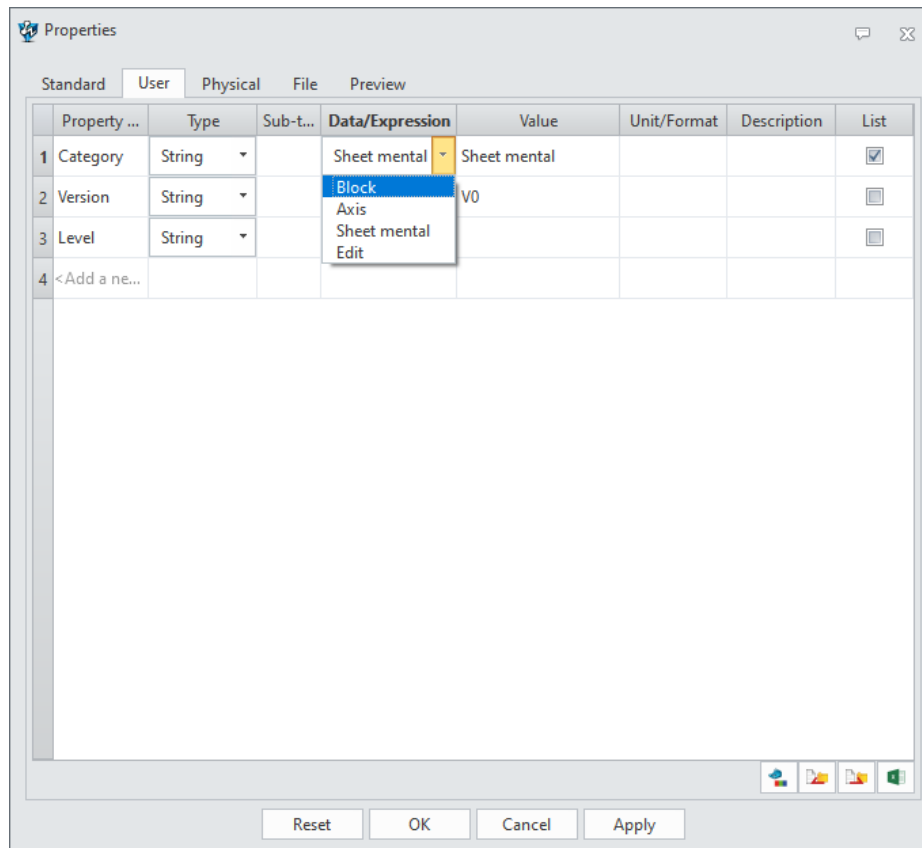 Properties
Standard User Physical File Preview
Property ... Type Sub-t... Data/Expression Value Unit/Format Description List
1 Category String Sheet mental Sheet mental
Block
2 Version String V0
Axis
Sheet mental
3 Level String
Edit
4 <Add a ne...
Reset OK Cancel Apply